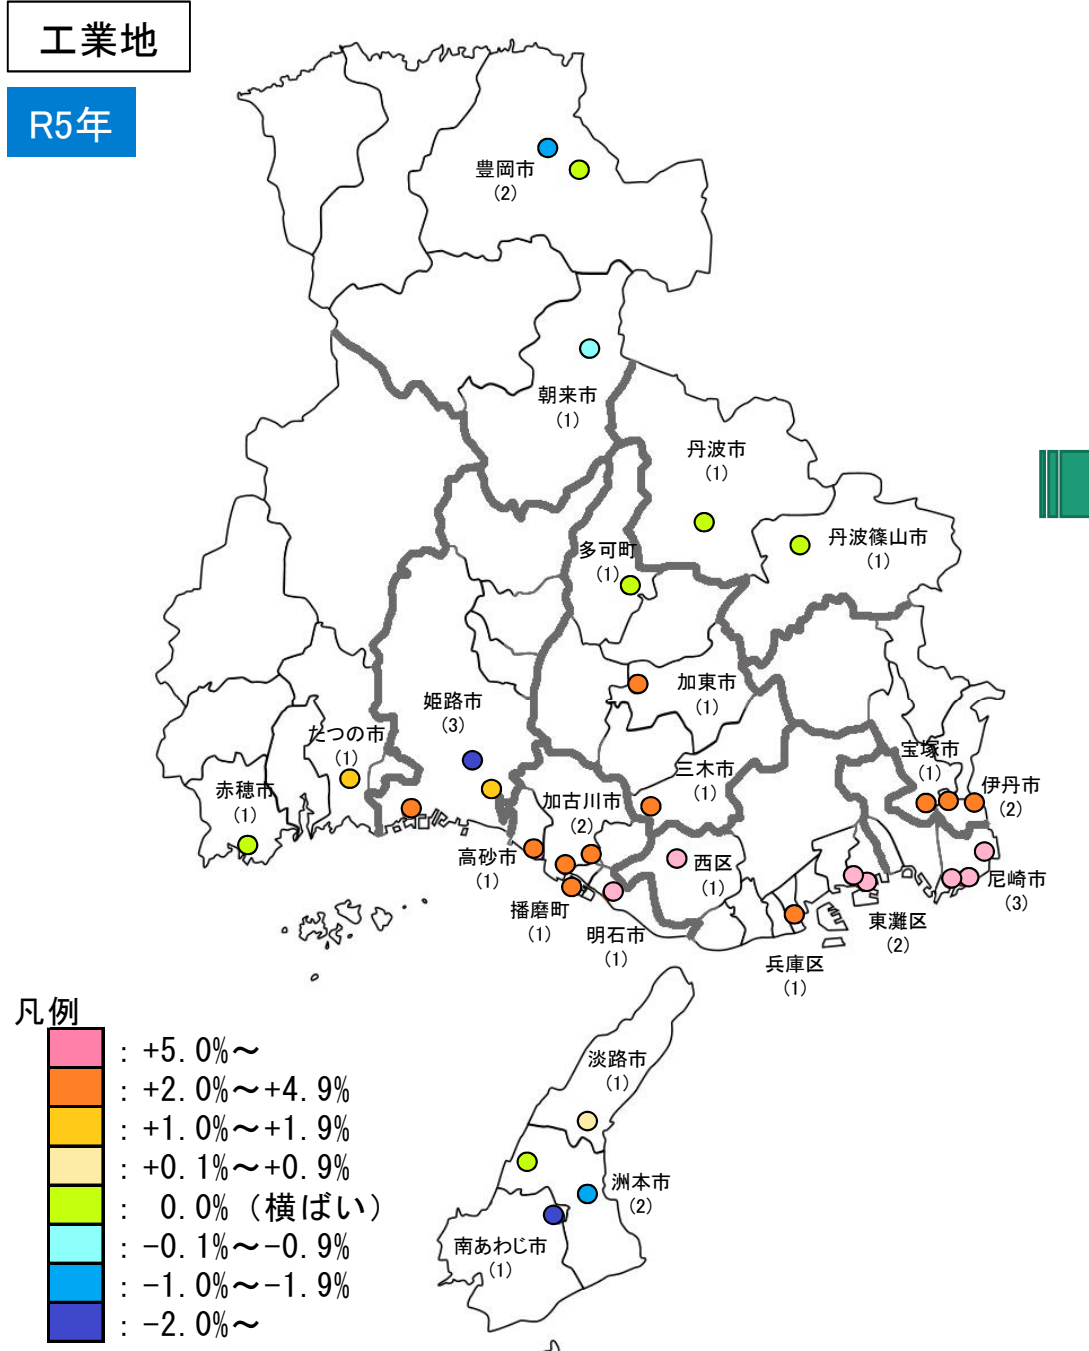 工業地
R5年
豊岡市
(2)
朝来市
(1)
丹波市
(1)
丹波篠山市
(1)
多可町
(1)
加東市
(1)
姫路市
(3)
たつの市
(1)
赤穂市
(1)
三木市
(1)
宝塚市
(1)
伊丹市
(2)
加古川市
(2)
高砂市
(1)
西区
(1)
尼崎市
(3)
播磨町
(1)
明石市
(1)
東灘区
(2)
兵庫区
(1)
淡路市
(1)
洲本市
(2)
南あわじ市
(1)
凡例
: +5.0%～
: +2.0%～+4.9%
: +1.0%～+1.9%
: +0.1%～+0.9%
: 0.0%(横ばい)
: -0.1%～-0.9%
: -1.0%～-1.9%
: -2.0%～